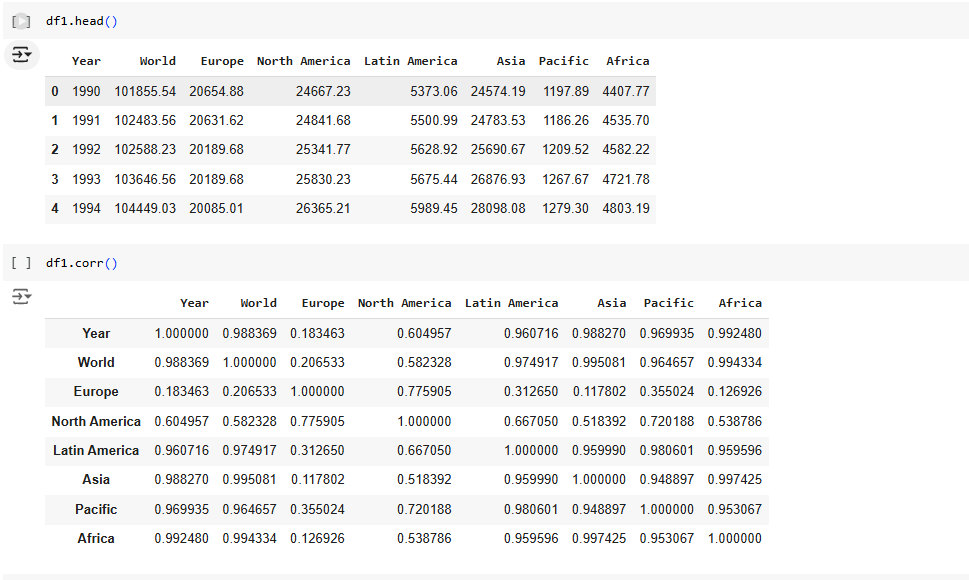 [ ] df1.head()
Year World Europe North America Latin America Asia Pacific Africa
0 1990 101855.54 20654.88 24667.23 5373.06 24574.19 1197.89 4407.77
1 1991 102483.56 20631.62 24841.68 5500.99 24783.53 1186.26 4535.70
2 1992 102588.23 20189.68 25341.77 5628.92 25690.67 1209.52 4582.22
3 1993 103646.56 20189.68 25830.23 5675.44 26876.93 1267.67 4721.78
4 1994 104449.03 20085.01 26365.21 5989.45 28098.08 1279.30 4803.19
[ ] df1.corr()
Year World Europe North America Latin America Asia Pacific Africa
Year 1.000000 0.988369 0.183463 0.604957 0.960716 0.988270 0.969935 0.992480
World 0.988369 1.000000 0.206533 0.582328 0.974917 0.995081 0.964657 0.994334
Europe 0.183463 0.206533 1.000000 0.775905 0.312650 0.117802 0.355024 0.126926
North America 0.604957 0.582328 0.775905 1.000000 0.667050 0.518392 0.720188 0.538786
Latin America 0.960716 0.974917 0.312650 0.667050 1.000000 0.959990 0.980601 0.959596
Asia 0.988270 0.995081 0.117802 0.518392 0.959990 1.000000 0.948897 0.997425
Pacific 0.969935 0.964657 0.355024 0.720188 0.980601 0.948897 1.000000 0.953067
Africa 0.992480 0.994334 0.126926 0.538786 0.959596 0.997425 0.953067 1.000000